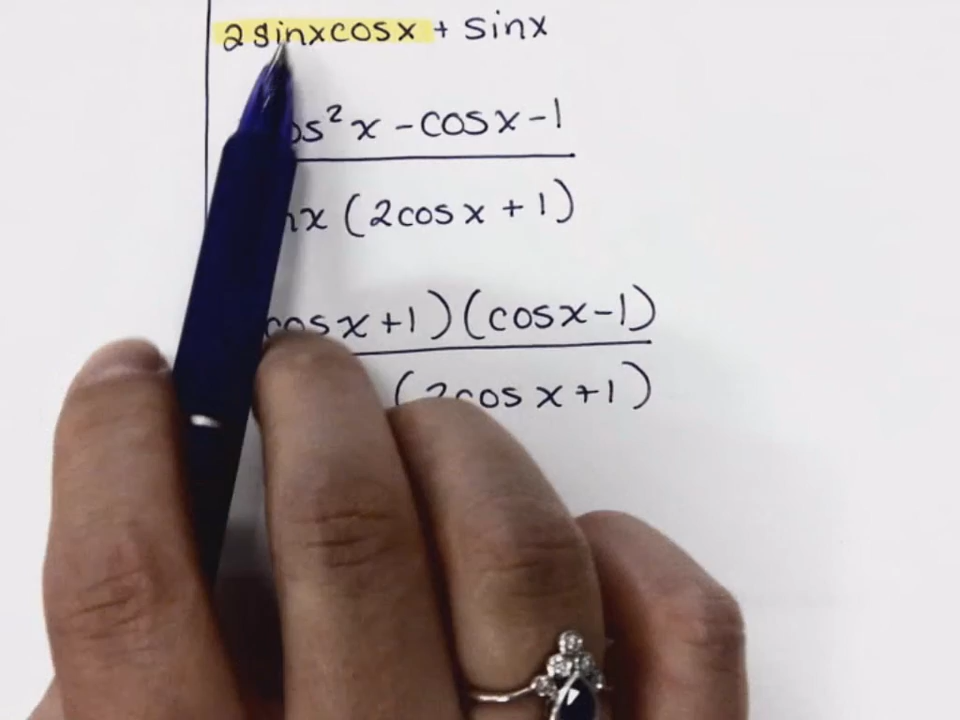 2sinxcosx + sinx
os²x - cosx - 1
nx (2cosx + 1)
cosx + 1)(cosx - 1)
(2cosx + 1)